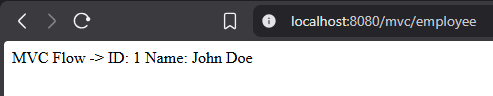 localhost:8080/mvc/employee
MVC Flow -> ID: 1 Name: John Doe